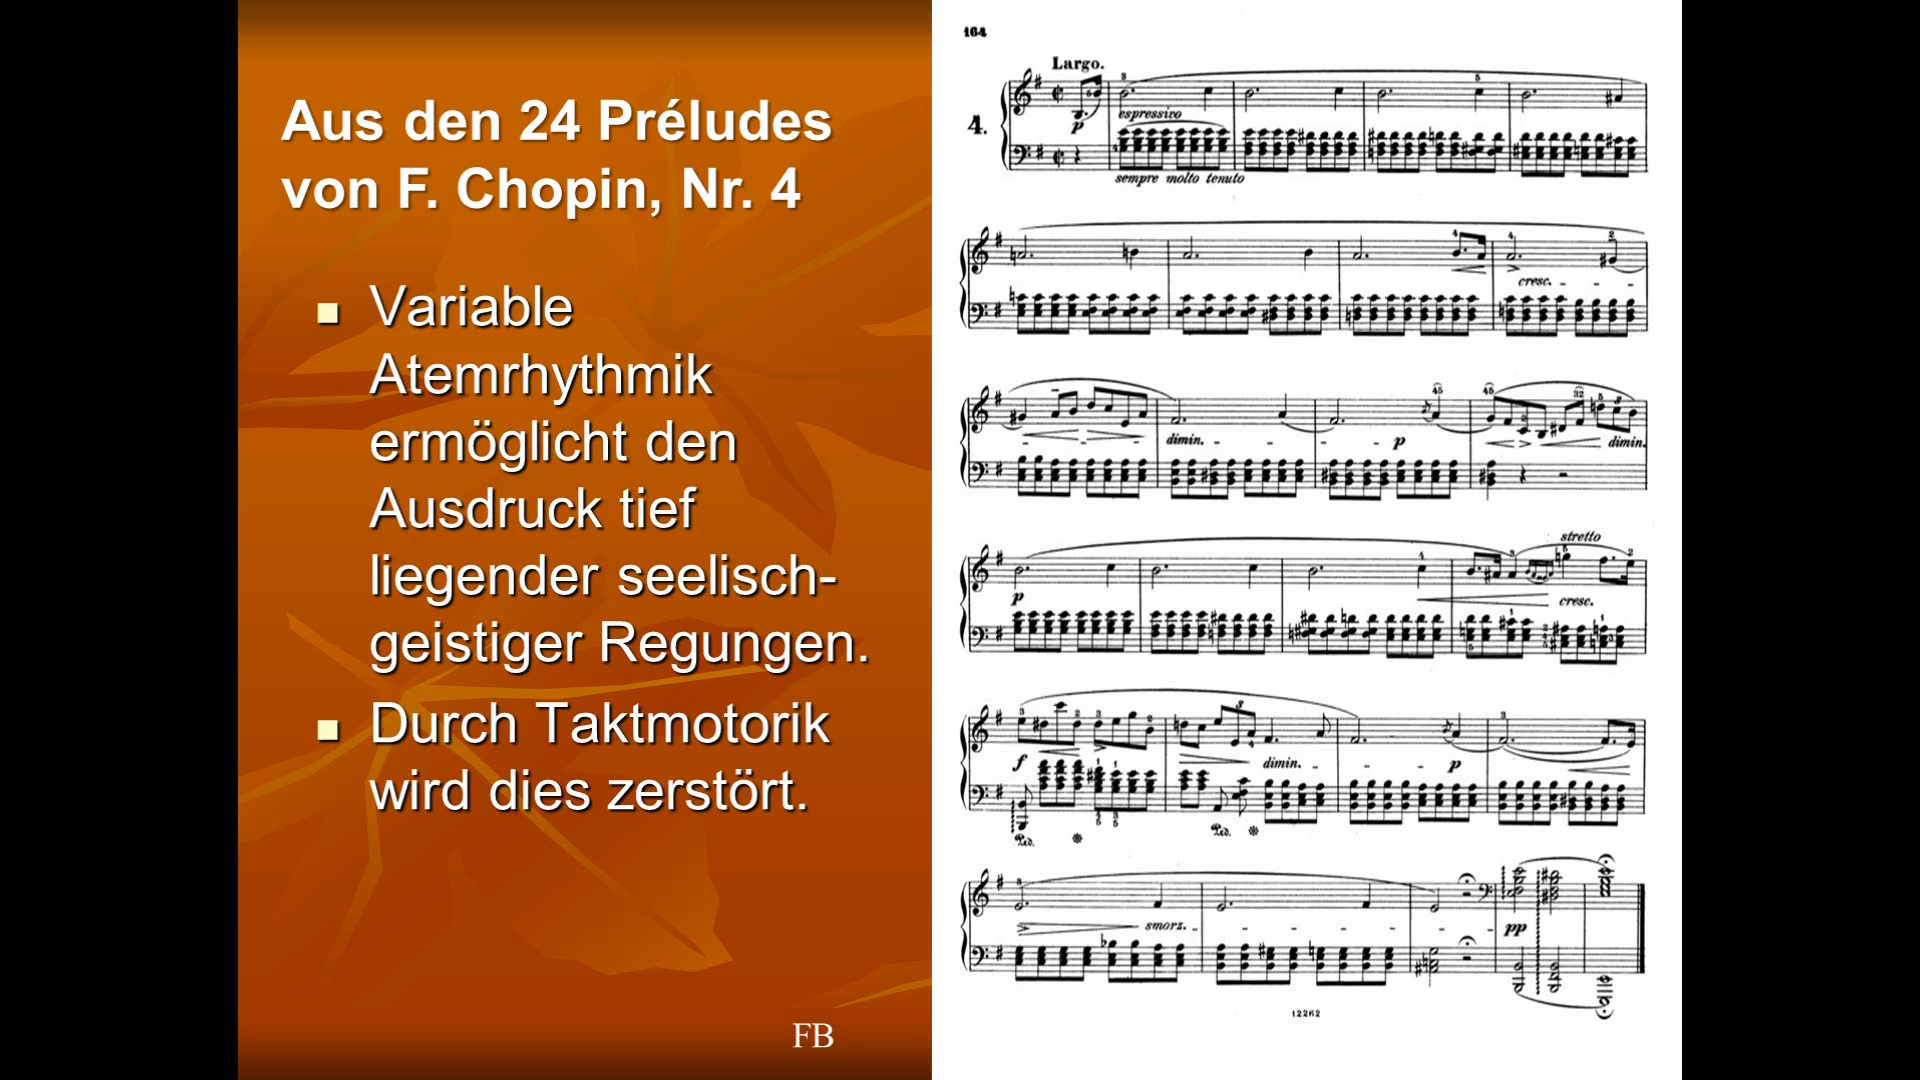 Aus den 24 Préludes
von F. Chopin, Nr. 4
Variable
Atemrhythmik
ermöglicht den
Ausdruck tief
liegender seelisch-
geistiger Regungen.
Durch Taktmotorik
wird dies zerstört.
FB
164
Largo.
4.
p
espressivo
sempre molto tenuto
cresc.
dimin.
p
dimin.
stretto
p
cresc.
f
dimin.
p
Ped.
Ped.
smorz.
pp
12262